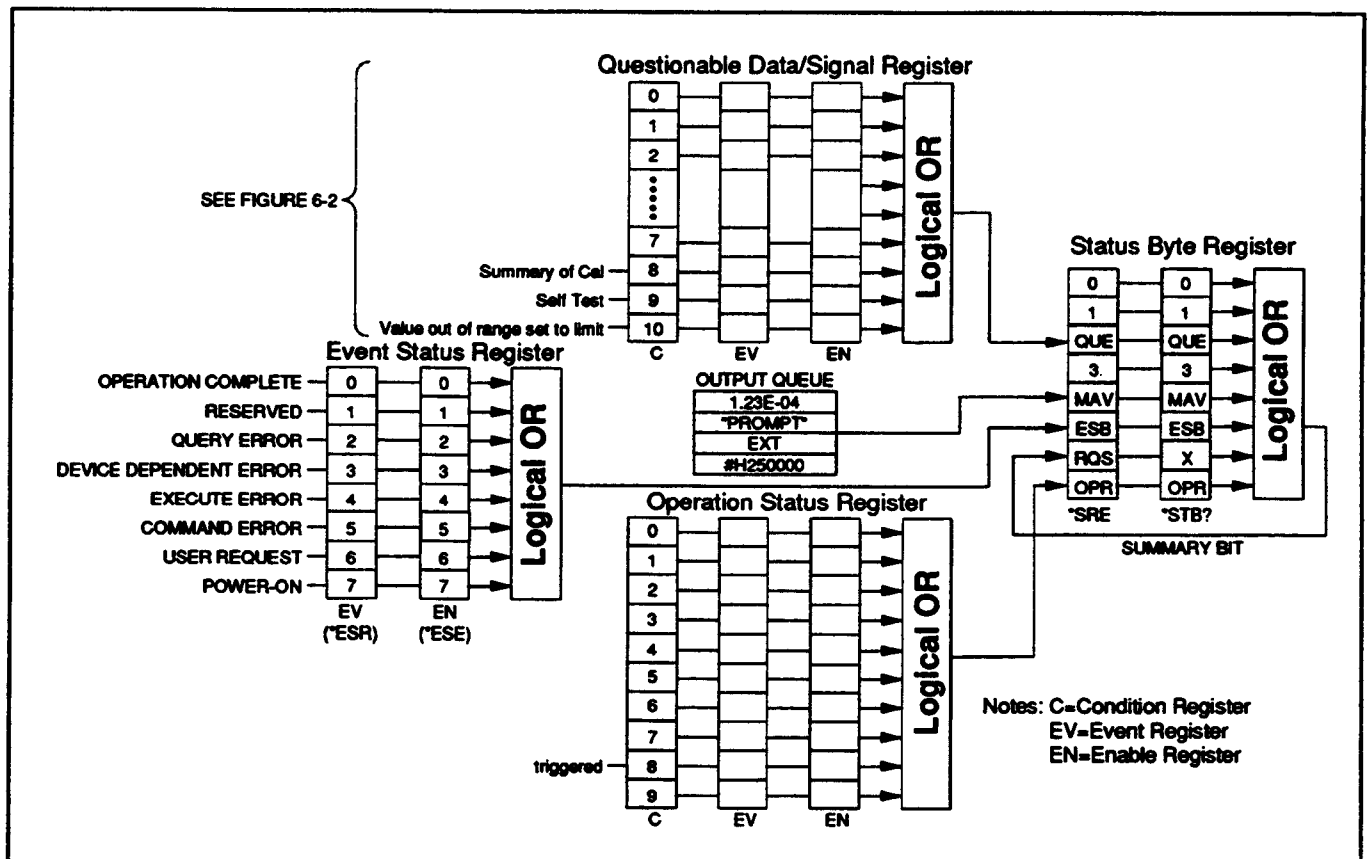 Questionable Data/Signal Register
0
1
2
7
8
9
10
SEE FIGURE 6-2
Summary of Cal
Self Test
Value out of range set to limit
C
EV
EN
Logical OR
Event Status Register
OPERATION COMPLETE
RESERVED
QUERY ERROR
DEVICE DEPENDENT ERROR
EXECUTE ERROR
COMMAND ERROR
USER REQUEST
POWER-ON
0 0
1 1
2 2
3 3
4 4
5 5
6 6
7 7
EV EN
(*ESR) (*ESE)
Logical OR
OUTPUT QUEUE
1.23E-04
"PROMPT"
EXT
#H250000
Operation Status Register
0
1
2
3
4
5
6
7
triggered 8
9
C EV EN
Logical OR
Status Byte Register
0 0
1 1
QUE QUE
3. 3
MAV MAV
ESB ESB
RQS X
OPR OPR
*SRE *STB?
Logical OR
SUMMARY BIT
Notes: C=Condition Register
EV=Event Register
EN=Enable Register